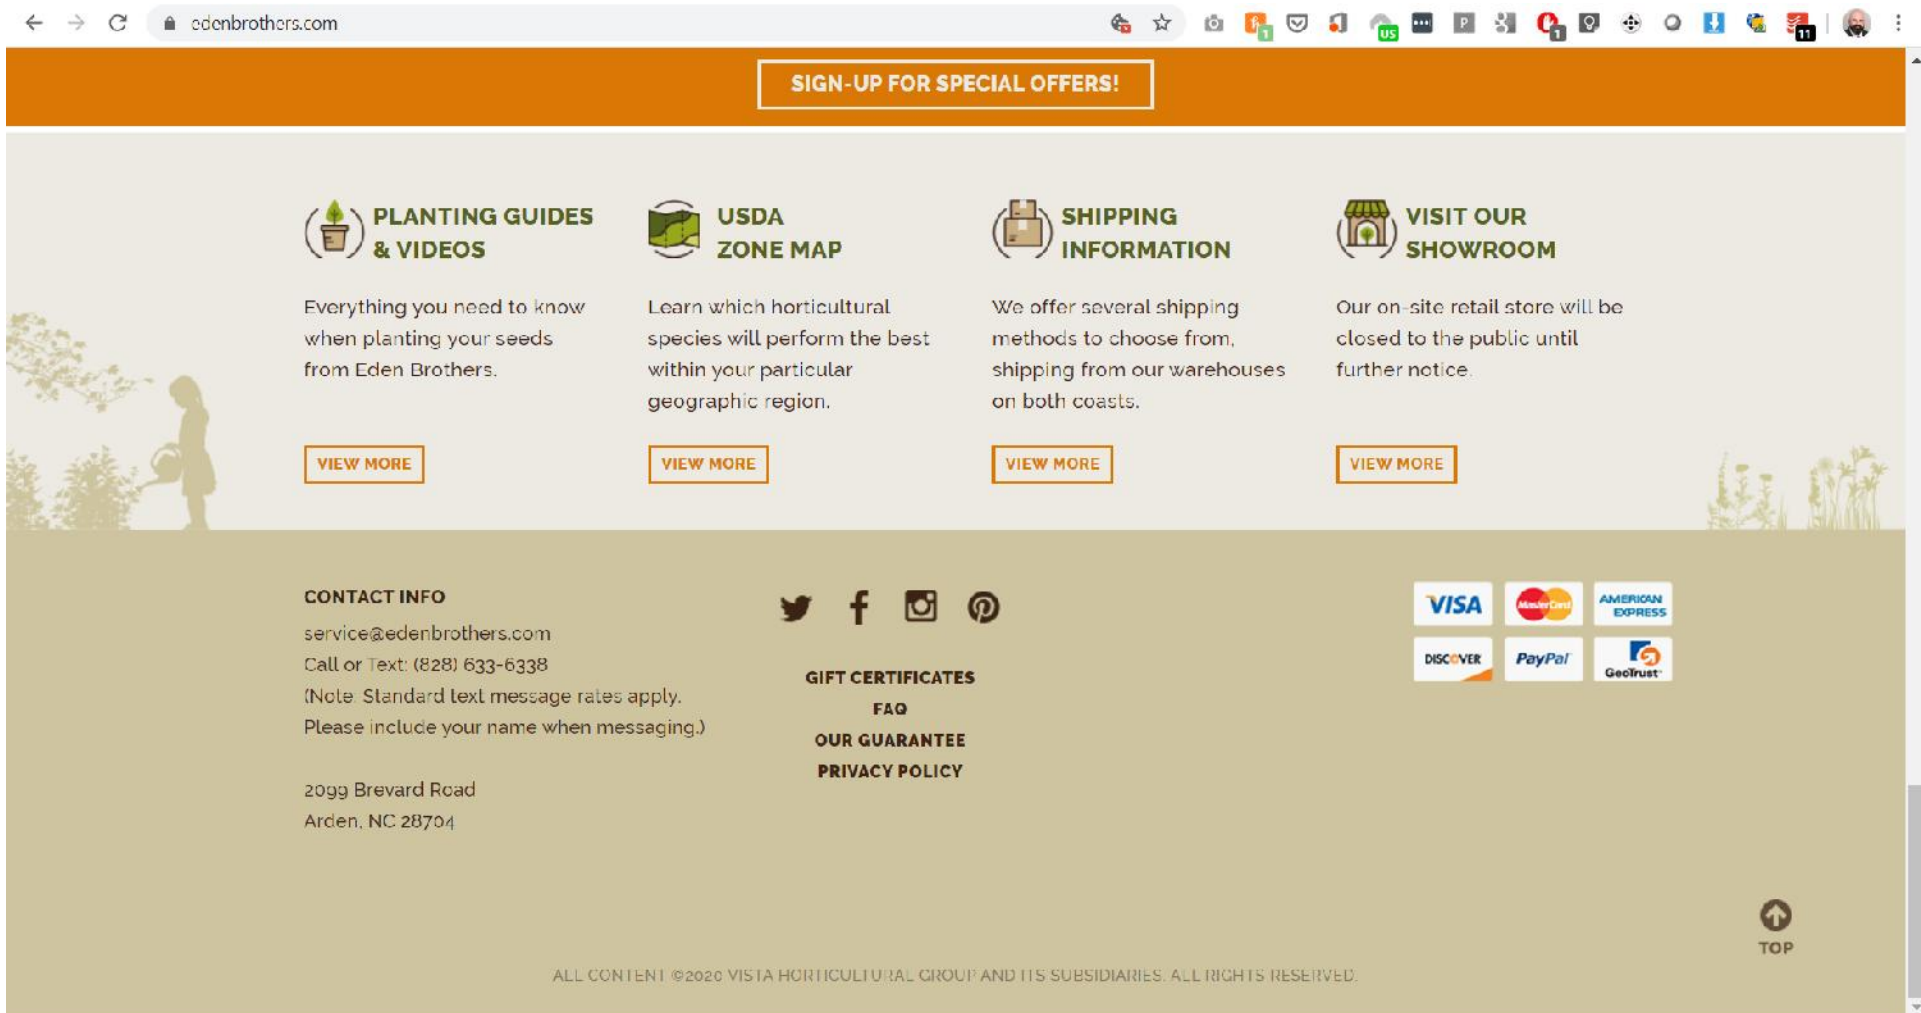 edenbrothers.com
1
US
P
1
11
SIGN-UP FOR SPECIAL OFFERS!
PLANTING GUIDES
& VIDEOS
Everything you need to know
when planting your seeds
from Eden Brothers.
VIEW MORE
USDA
ZONE MAP
Learn which horticultural
species will perform the best
within your particular
geographic region.
VIEW MORE
SHIPPING
INFORMATION
We offer several shipping
methods to choose from,
shipping from our warehouses
on both coasts.
VIEW MORE
VISIT OUR
SHOWROOM
Our on-site retail store will be
closed to the public until
further notice.
VIEW MORE
CONTACT INFO
service@edenbrothers.com
Call or Text: (828) 633-6338
(Note: Standard text message rates apply.
Please include your name when messaging.)
2099 Brevard Road
Arden, NC 28704
GIFT CERTIFICATES
FAQ
OUR GUARANTEE
PRIVACY POLICY
VISA
MasterCard
AMERICAN
EXPRESS
DISCOVER
PayPal
GeoTrust
TOP
ALL CONTENT ©2020 VISTA HORTICULTURAL GROUP AND ITS SUBSIDIARIES. ALL RIGHTS RESERVED.